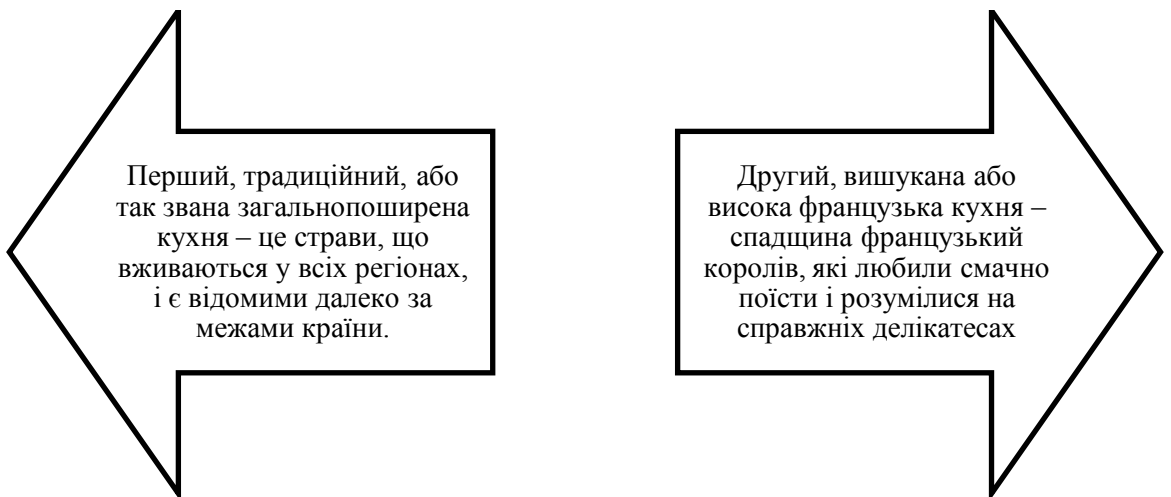 Перший, традиційний, або
так звана загальнопоширена
кухня – це страви, що
вживаються у всіх регіонах,
і є відомими далеко за
межами країни.
Другий, вишукана або
висока французька кухня –
спадщина французький
королів, які любили смачно
поїсти і розумілися на
справжніх делікатесах